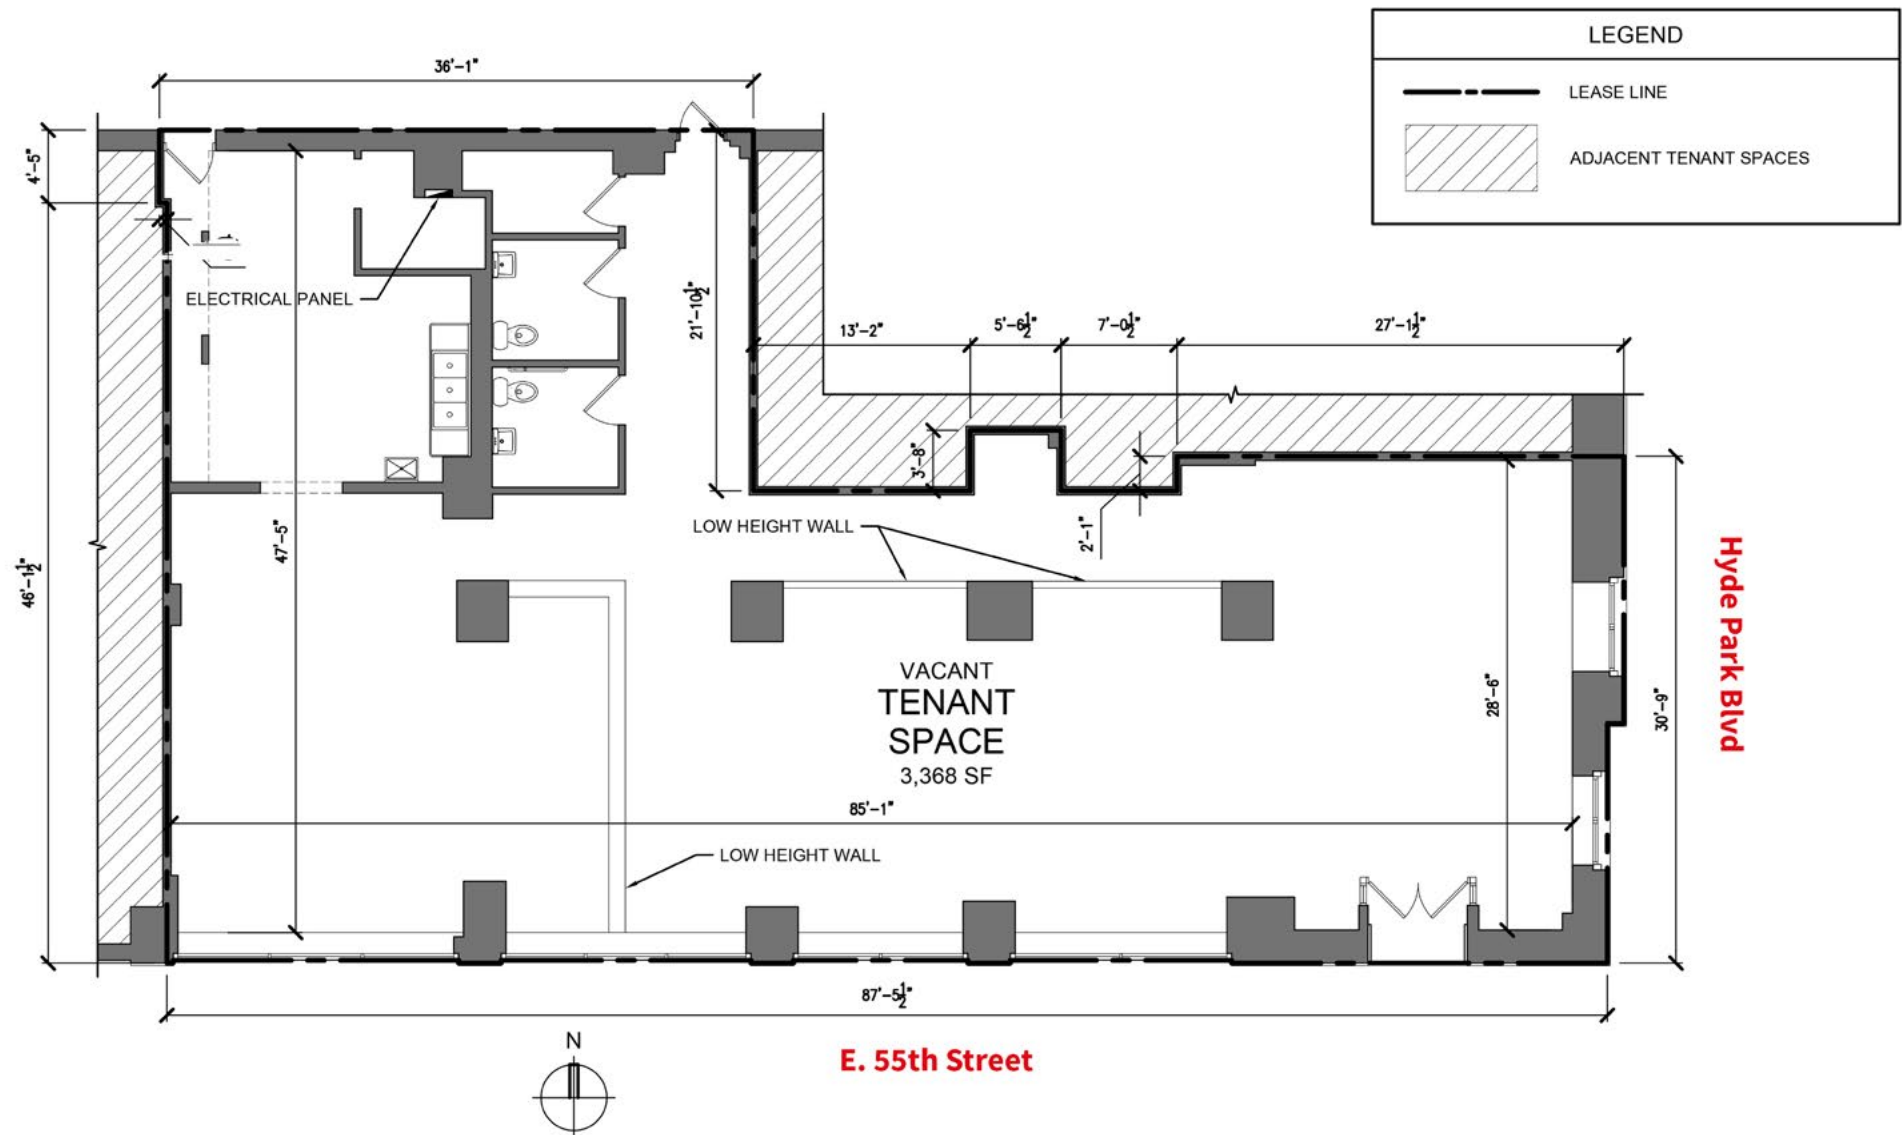 LEGEND
LEASE LINE
ADJACENT TENANT SPACES
36'-1"
4'-5"
46'-1½"
ELECTRICAL PANEL
47'-5"
21'-10½"
13'-2"
5'-6½"
7'-0½"
27'-1½"
3'-8"
2'-1"
LOW HEIGHT WALL
VACANT
TENANT
SPACE
3,368 SF
28'-6"
30'-9"
Hyde Park Blvd
85'-1"
LOW HEIGHT WALL
87'-5½"
N
E. 55th Street